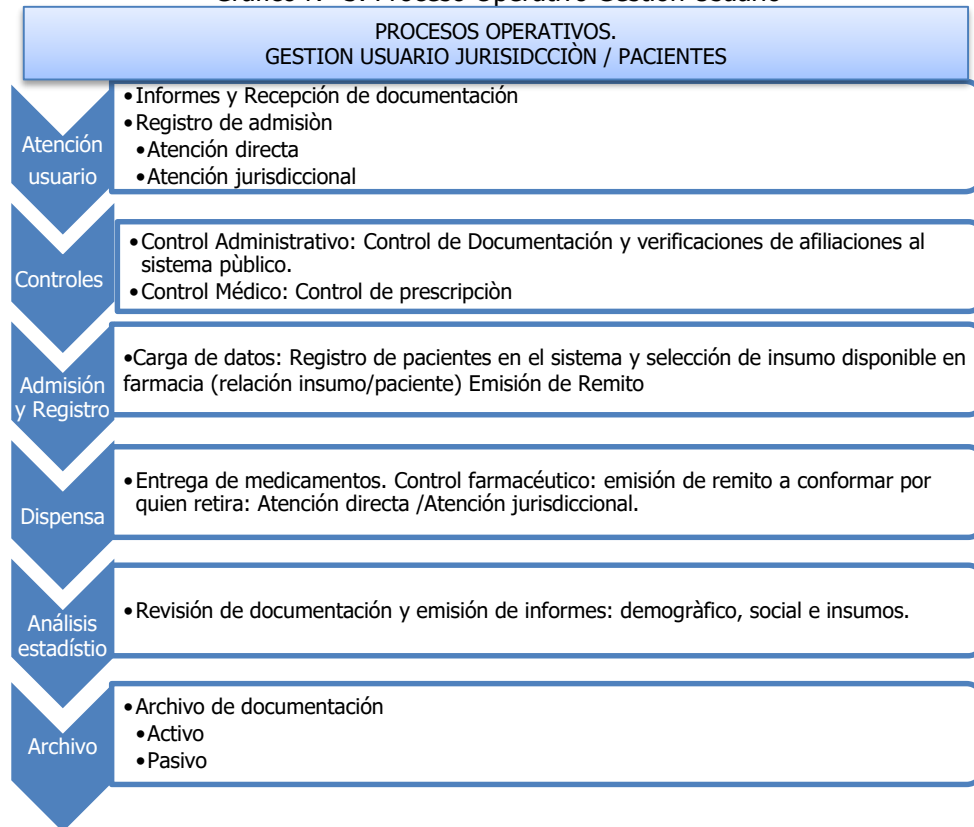 PROCESOS OPERATIVOS.
GESTION USUARIO JURISIDCCIÒN / PACIENTES
Atención
usuario
•Informes y Recepción de documentación
•Registro de admisiòn
•Atención directa
•Atención jurisdiccional
Controles
•Control Administrativo: Control de Documentación y verificaciones de afiliaciones al
sistema pùblico.
•Control Médico: Control de prescripciòn
Admisión
y Registro
•Carga de datos: Registro de pacientes en el sistema y selección de insumo disponible en
farmacia (relación insumo/paciente) Emisión de Remito
Dispensa
•Entrega de medicamentos. Control farmacéutico: emisión de remito a conformar por
quien retira: Atención directa /Atención jurisdiccional.
Análisis
estadístio
•Revisión de documentación y emisión de informes: demogràfico, social e insumos.
Archivo
•Archivo de documentación
•Activo
•Pasivo